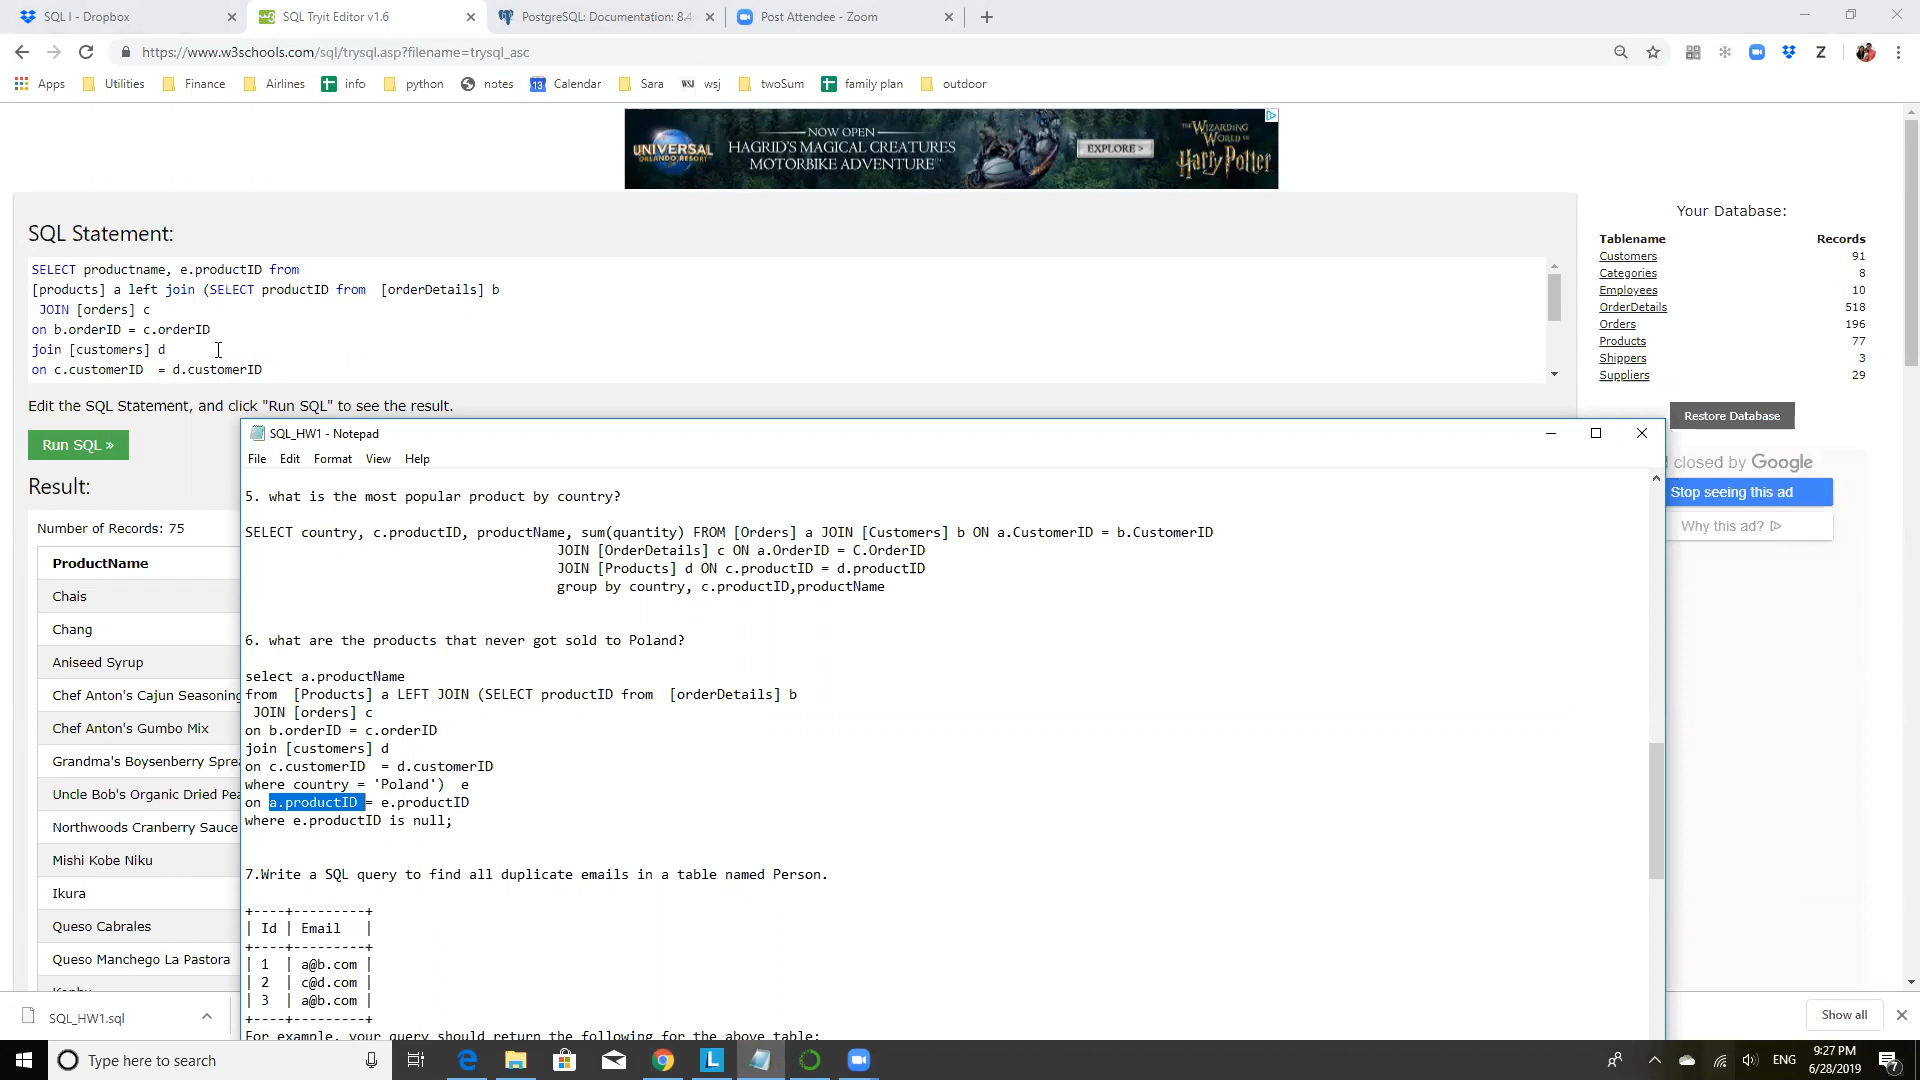 SQL I - Dropbox
SQL Tryit Editor v1.6
PostgreSQL: Documentation: 8.4
Post Attendee - Zoom
https://www.w3schools.com/sql/trysql.asp?filename=trysql_asc
Z
Apps
Utilities
Finance
Airlines
info
python
notes
13
Calendar
Sara
WSJ
wsj
twoSum
family plan
outdoor
UNIVERSAL
ORLANDO RESORT
NOW OPEN
HAGRID'S MAGICAL CREATURES
MOTORBIKE ADVENTURE™
EXPLORE >
THE WIZARDING
WORLD OF
Harry Potter
SQL Statement:
SELECT productname, e.productID from
[products] a left join (SELECT productID from  [orderDetails] b
 JOIN [orders] c
on b.orderID = c.orderID
join [customers] d
on c.customerID  = d.customerID
Edit the SQL Statement, and click "Run SQL" to see the result.
Run SQL »
Result:
Number of Records: 75
ProductName
Chais
Chang
Aniseed Syrup
Chef Anton's Cajun Seasoning
Chef Anton's Gumbo Mix
Grandma's Boysenberry Spre
Uncle Bob's Organic Dried Pea
Northwoods Cranberry Sauce
Mishi Kobe Niku
Ikura
Queso Cabrales
Queso Manchego La Pastora
Your Database:
Tablename Records
Customers 91
Categories 8
Employees 10
OrderDetails 518
Orders 196
Products 77
Shippers 3
Suppliers 29
Restore Database
closed by Google
Stop seeing this ad
Why this ad?
SQL_HW1 - Notepad
File Edit Format View Help
5. what is the most popular product by country?
SELECT country, c.productID, productName, sum(quantity) FROM [Orders] a JOIN [Customers] b ON a.CustomerID = b.CustomerID
JOIN [OrderDetails] c ON a.OrderID = C.OrderID
JOIN [Products] d ON c.productID = d.productID
group by country, c.productID,productName
6. what are the products that never got sold to Poland?
select a.productName
from  [Products] a LEFT JOIN (SELECT productID from  [orderDetails] b
 JOIN [orders] c
on b.orderID = c.orderID
join [customers] d
on c.customerID  = d.customerID
where country = 'Poland')  e
on a.productID = e.productID
where e.productID is null;
7.Write a SQL query to find all duplicate emails in a table named Person.
+----+---------+
| Id | Email   |
+----+---------+
| 1  | a@b.com |
| 2  | c@d.com |
| 3  | a@b.com |
+----+---------+
For example, your query should return the following for the above table:
SQL_HW1.sql
Show all
Type here to search
L
ENG
9:27 PM
6/28/2019
7